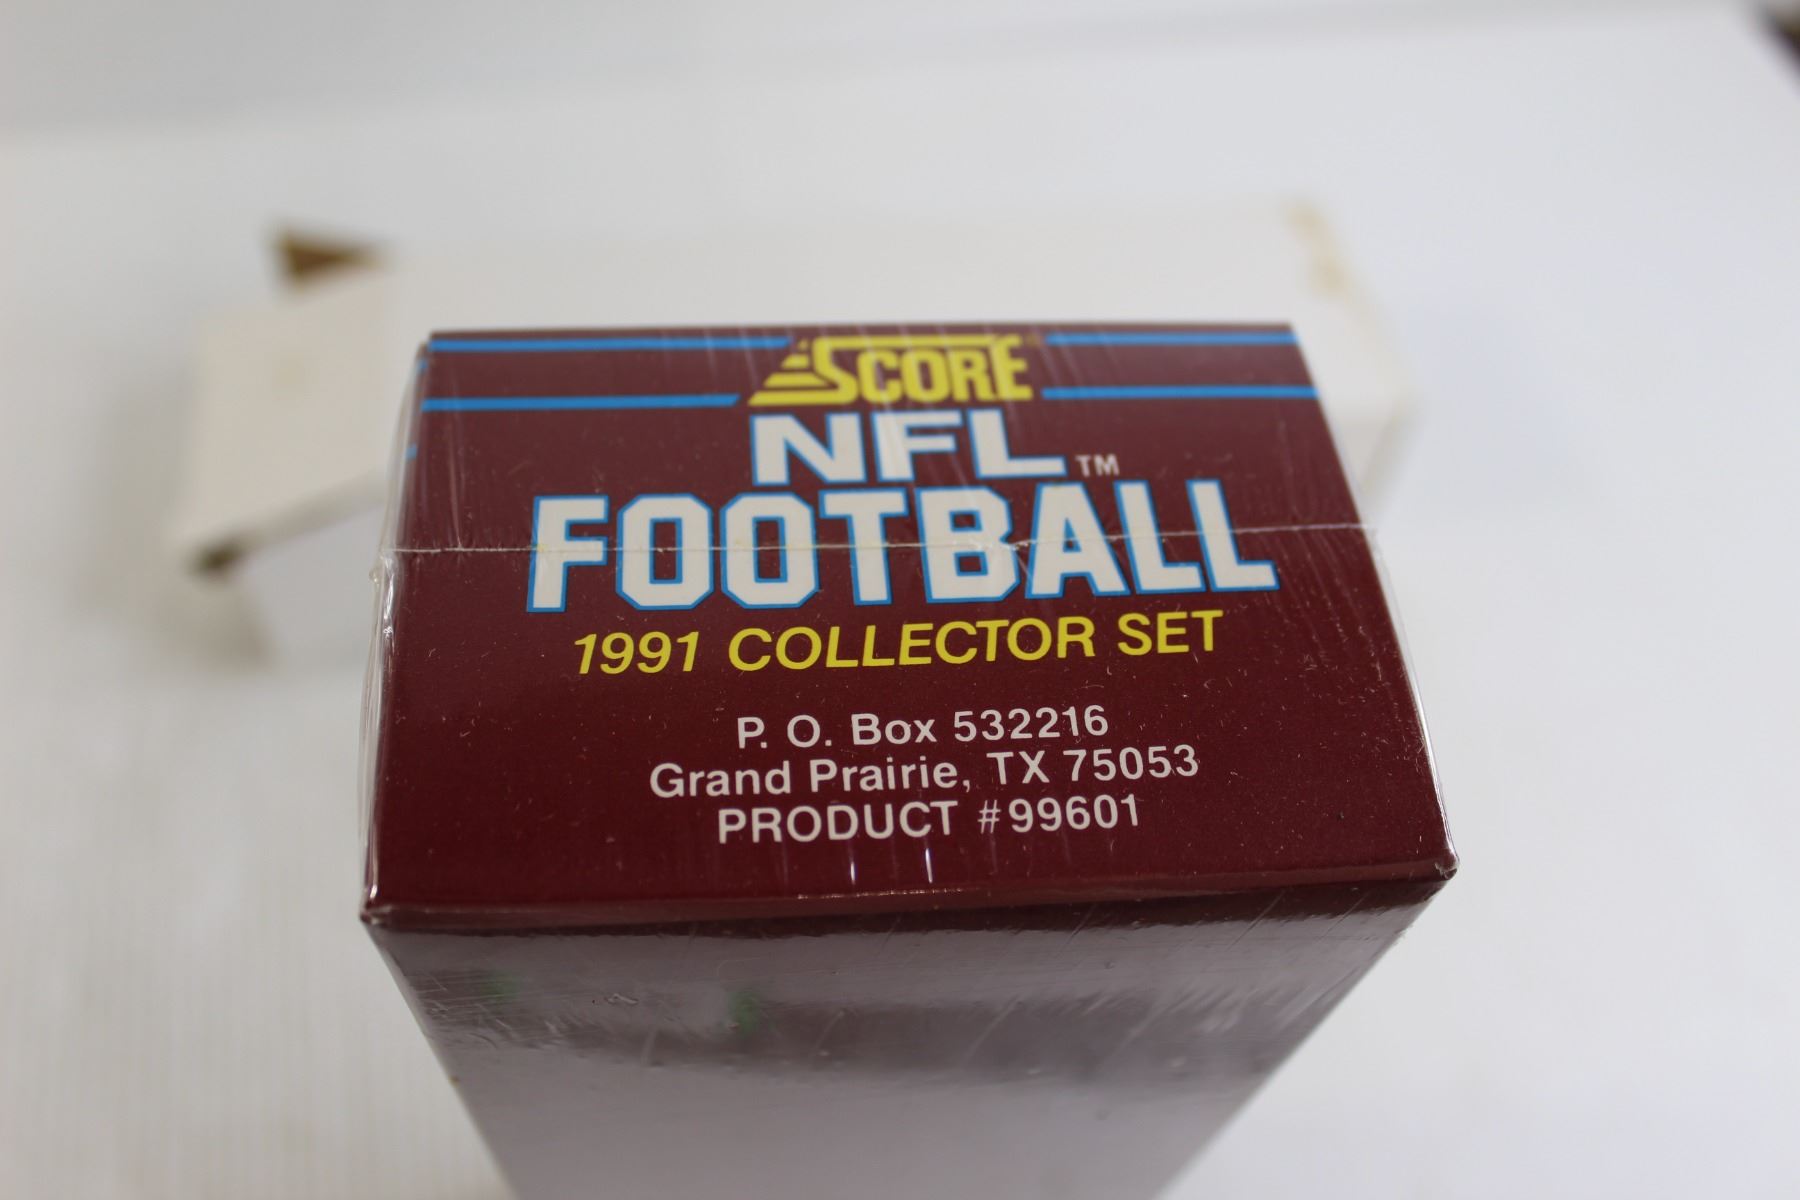 SCORE
NFL™
FOOTBALL
1991 COLLECTOR SET
P. O. Box 532216
Grand Prairie, TX 75053
PRODUCT #99601